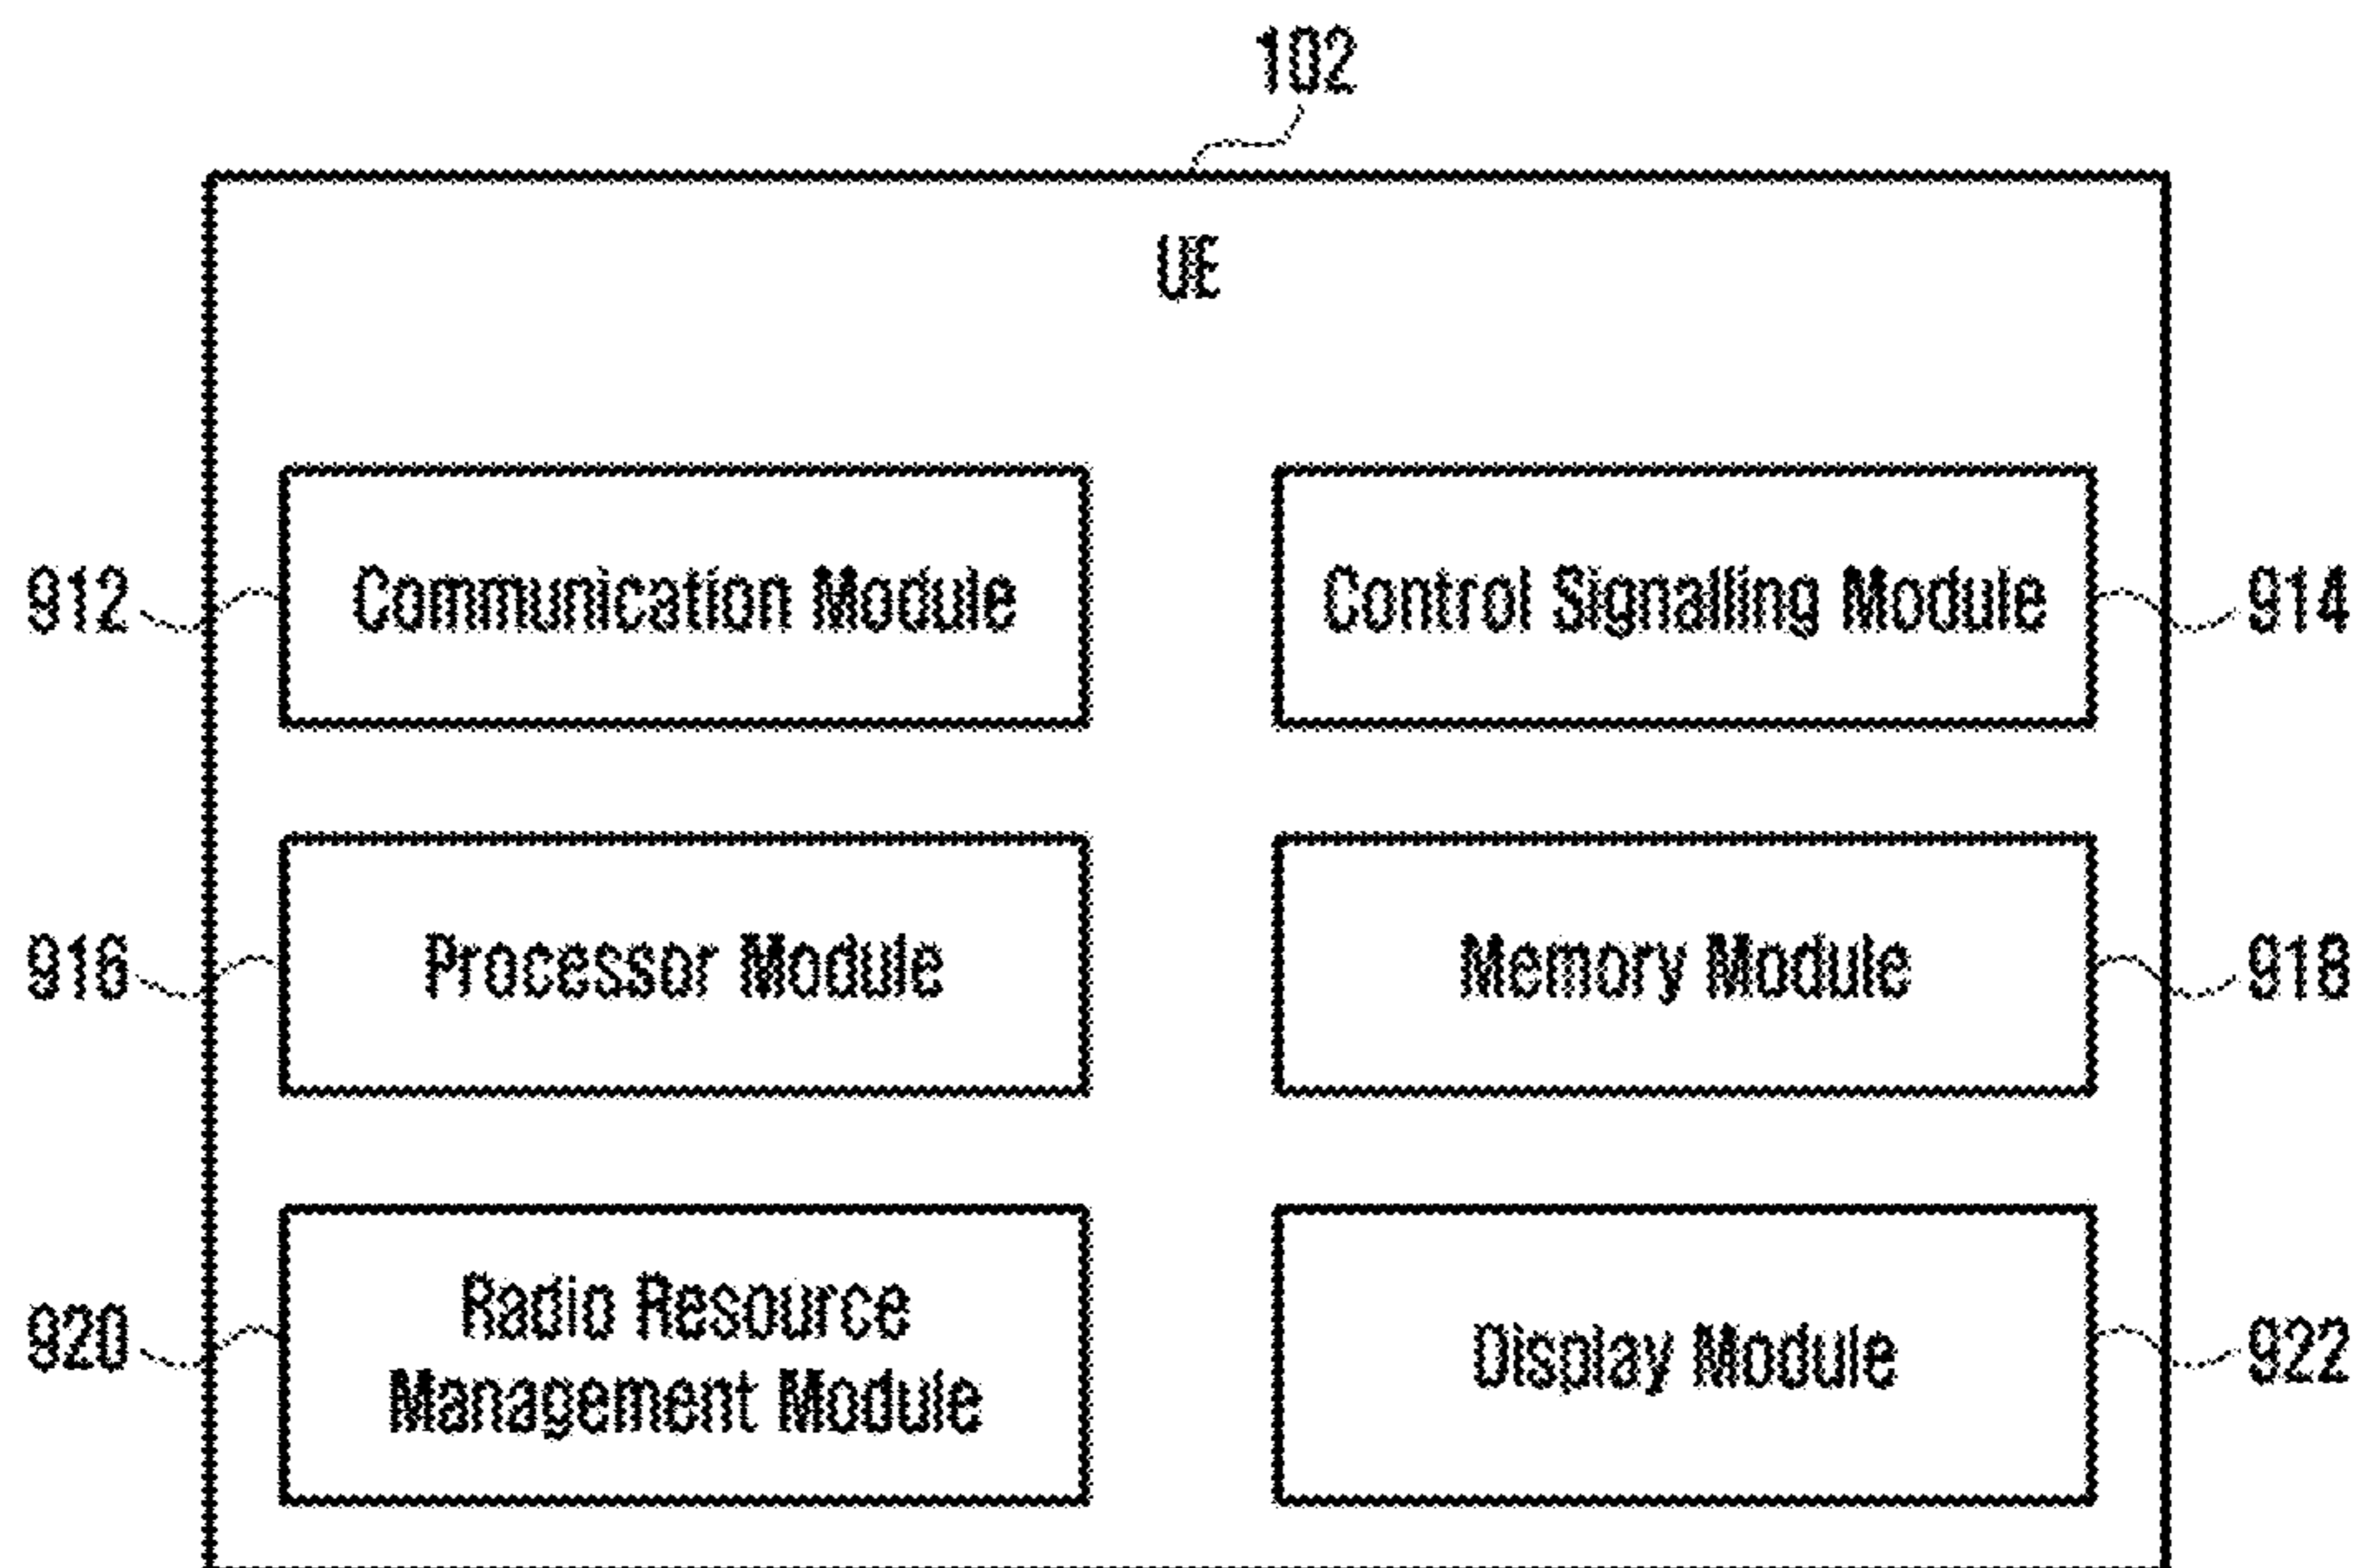 102
UE
912 Communication Module Control Signalling Module 914
916 Processor Module Memory Module 918
920 Radio Resource Management Module Display Module 922